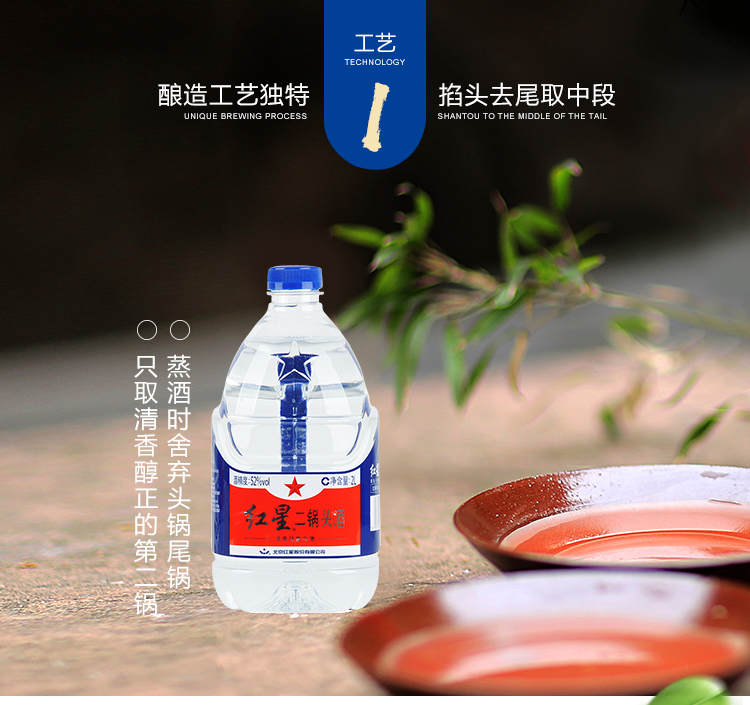 工艺
TECHNOLOGY
酿造工艺独特
UNIQUE BREWING PROCESS
掐头去尾取中段
SHANTOU TO THE MIDDLE OF THE TAIL
蒸酒时舍弃头锅尾锅
只取清香醇正的第二锅
酒精度:52%vol
净含量:2L
红星二锅头酒
北京红星股份有限公司
红